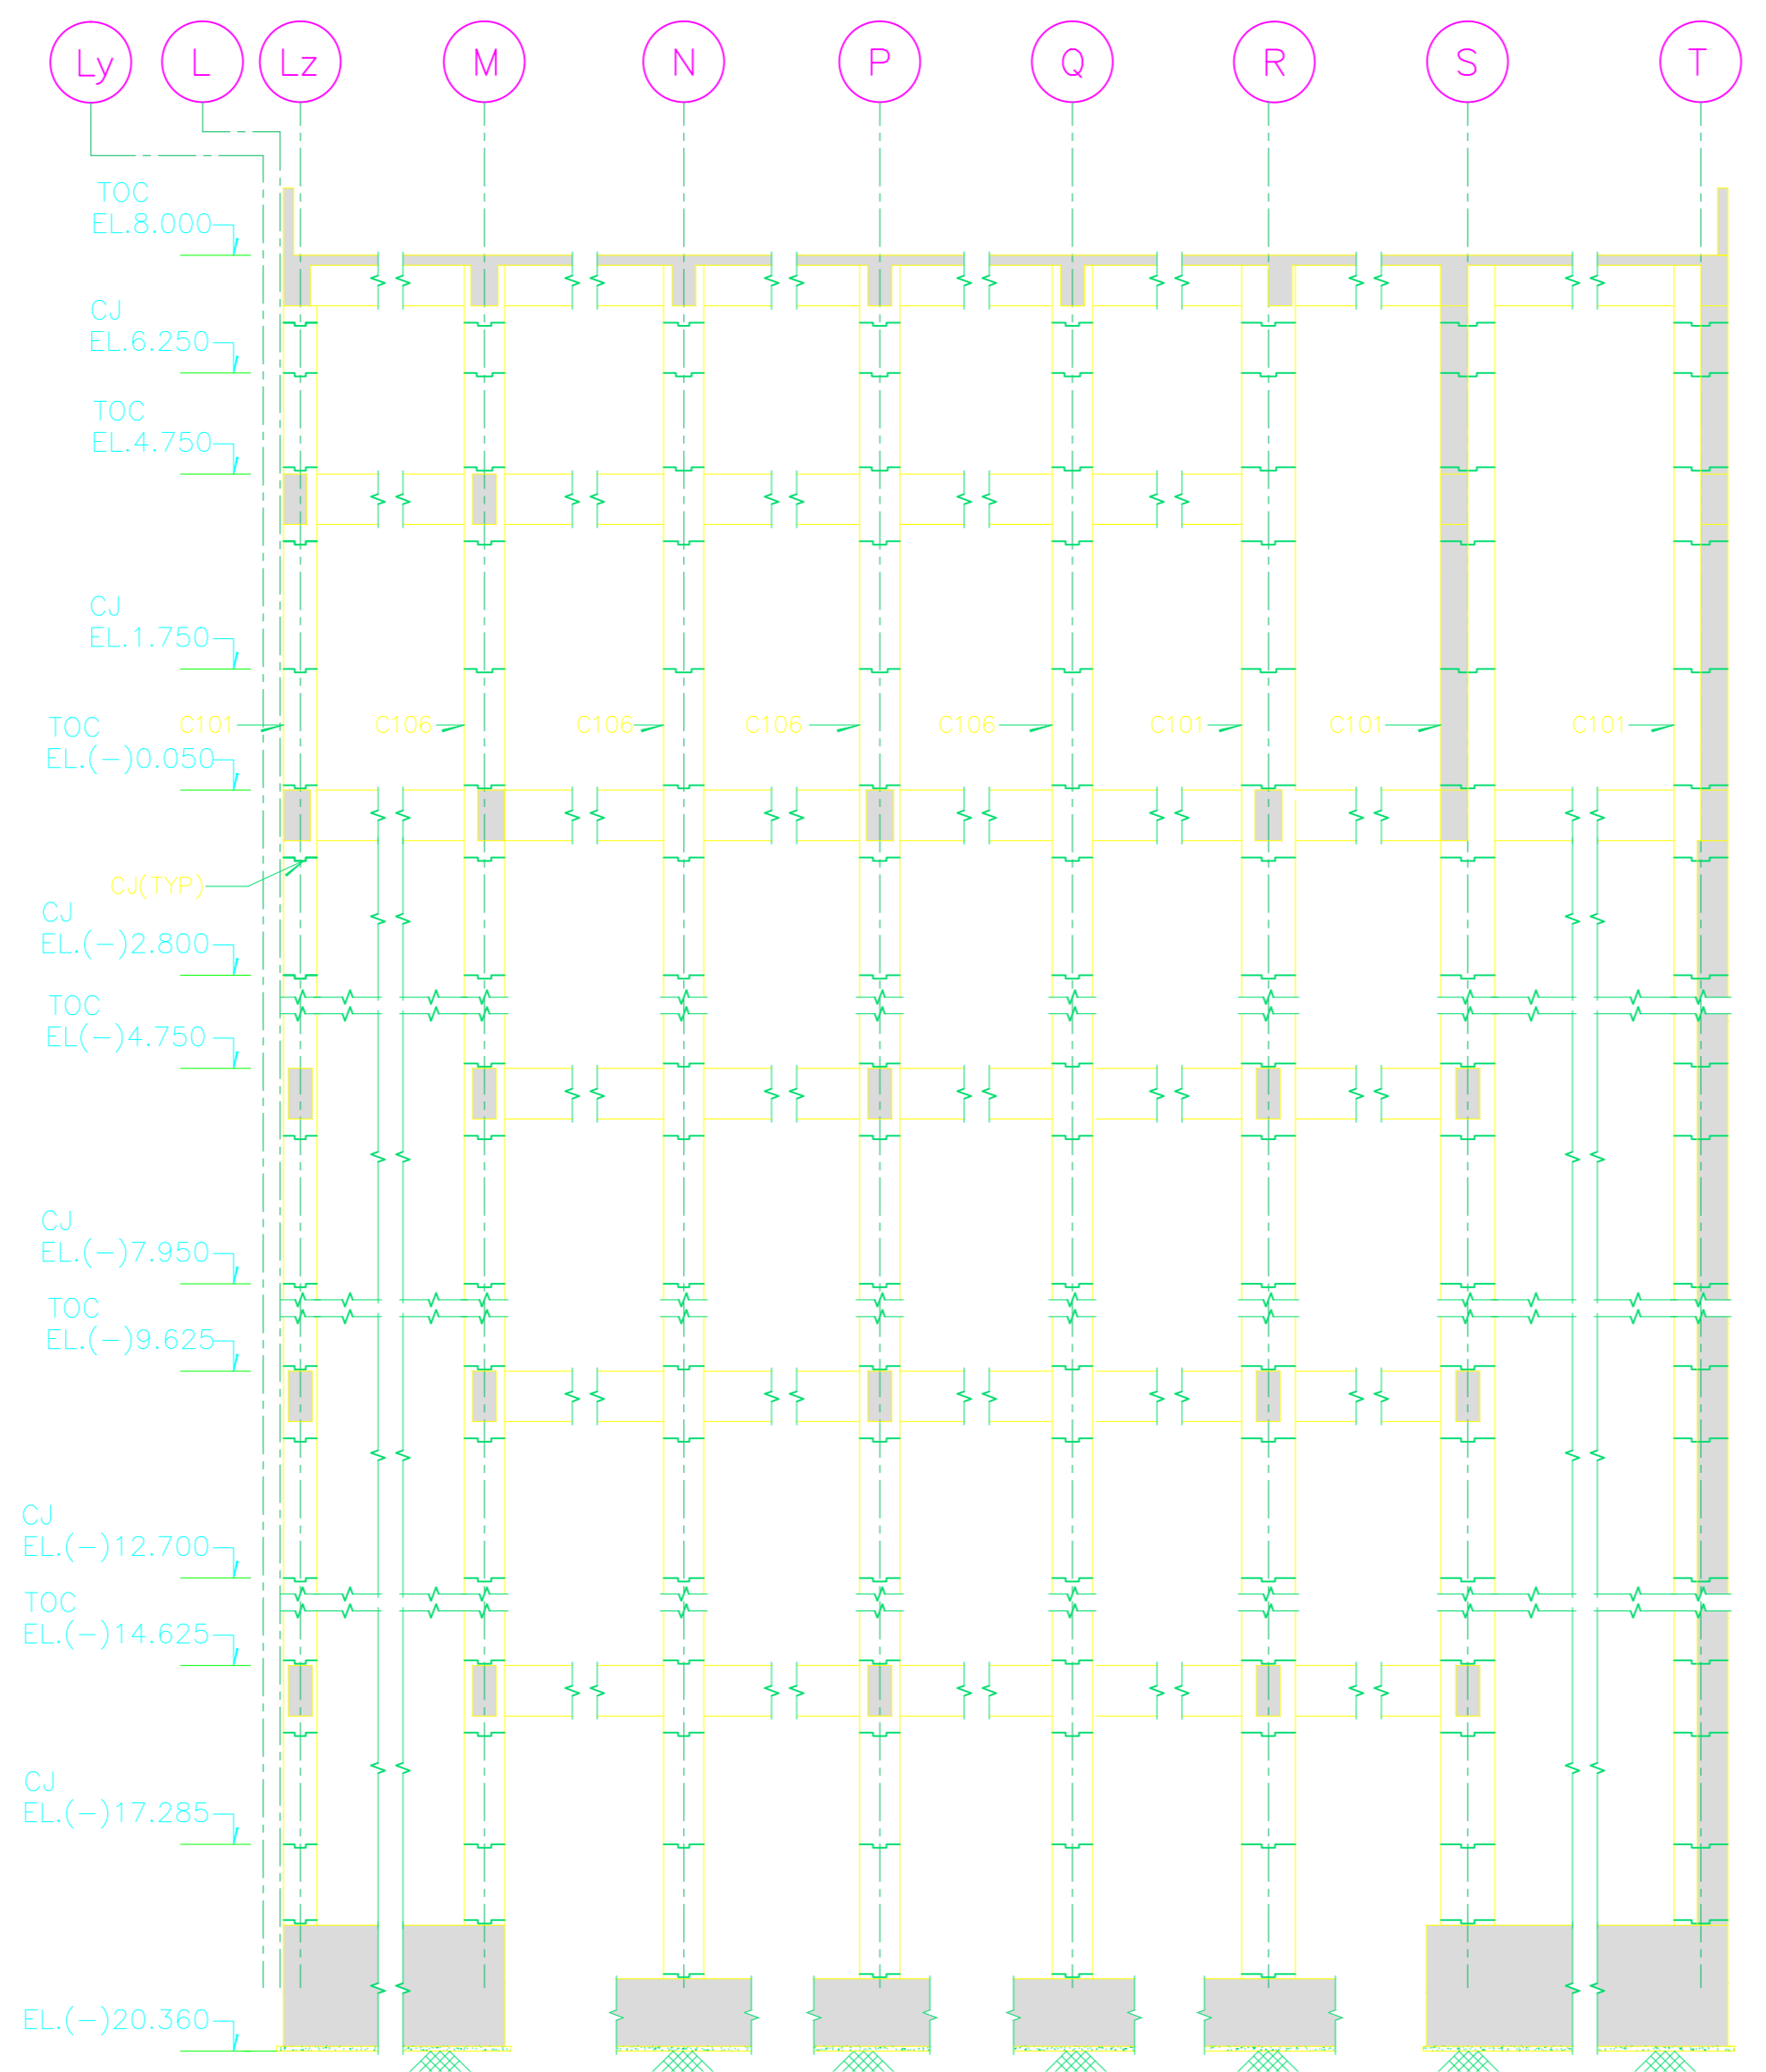 Ly L Lz M N P Q R S T
TOC
EL.8.000
CJ
EL.6.250
TOC
EL.4.750
CJ
EL.1.750
C101 C106 C106 C106 C106 C101 C101 C101
TOC
EL.(-)0.050
CJ(TYP)
CJ
EL.(-)2.800
TOC
EL(-)4.750
CJ
EL.(-)7.950
TOC
EL.(-)9.625
CJ
EL.(-)12.700
TOC
EL.(-)14.625
CJ
EL.(-)17.285
EL.(-)20.360